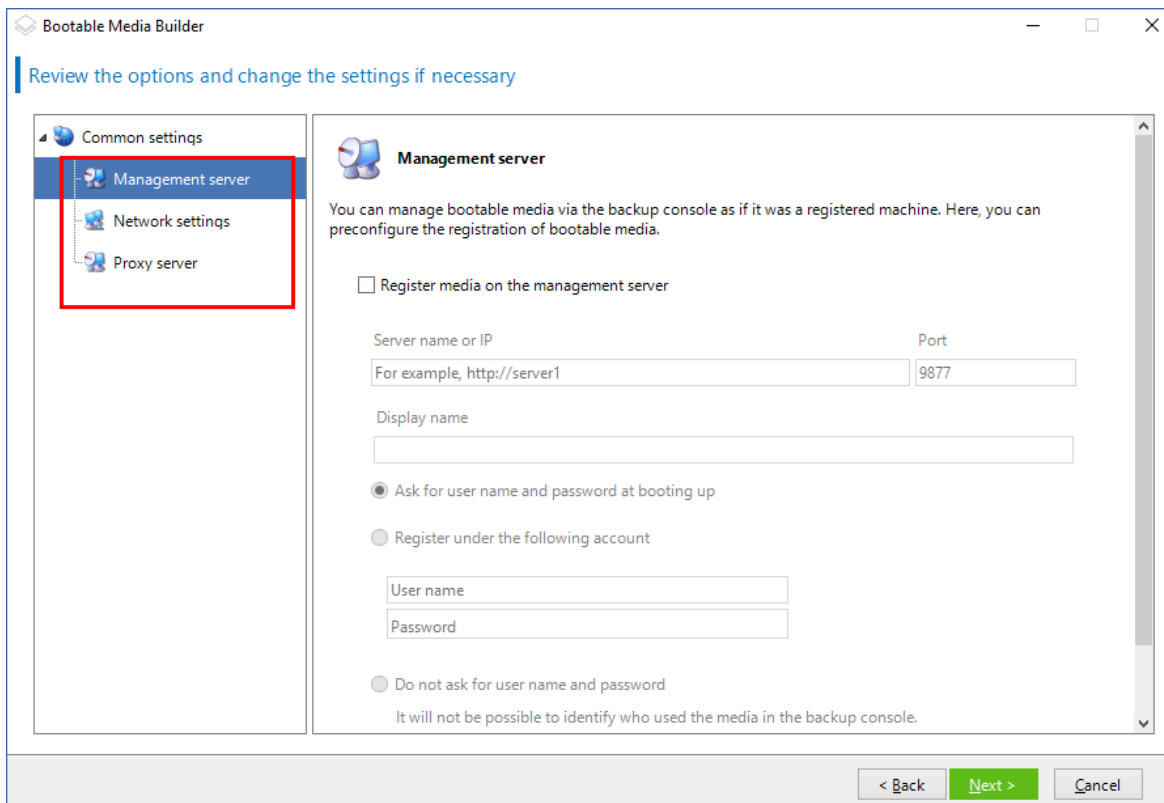 Bootable Media Builder
Review the options and change the settings if necessary
Common settings
Management server
Network settings
Proxy server
Management server
You can manage bootable media via the backup console as if it was a registered machine. Here, you can
preconfigure the registration of bootable media.
Register media on the management server
Server name or IP Port
For example, http://server1 9877
Display name
Ask for user name and password at booting up
Register under the following account
User name
Password
Do not ask for user name and password
It will not be possible to identify who used the media in the backup console.
< Back Next > Cancel